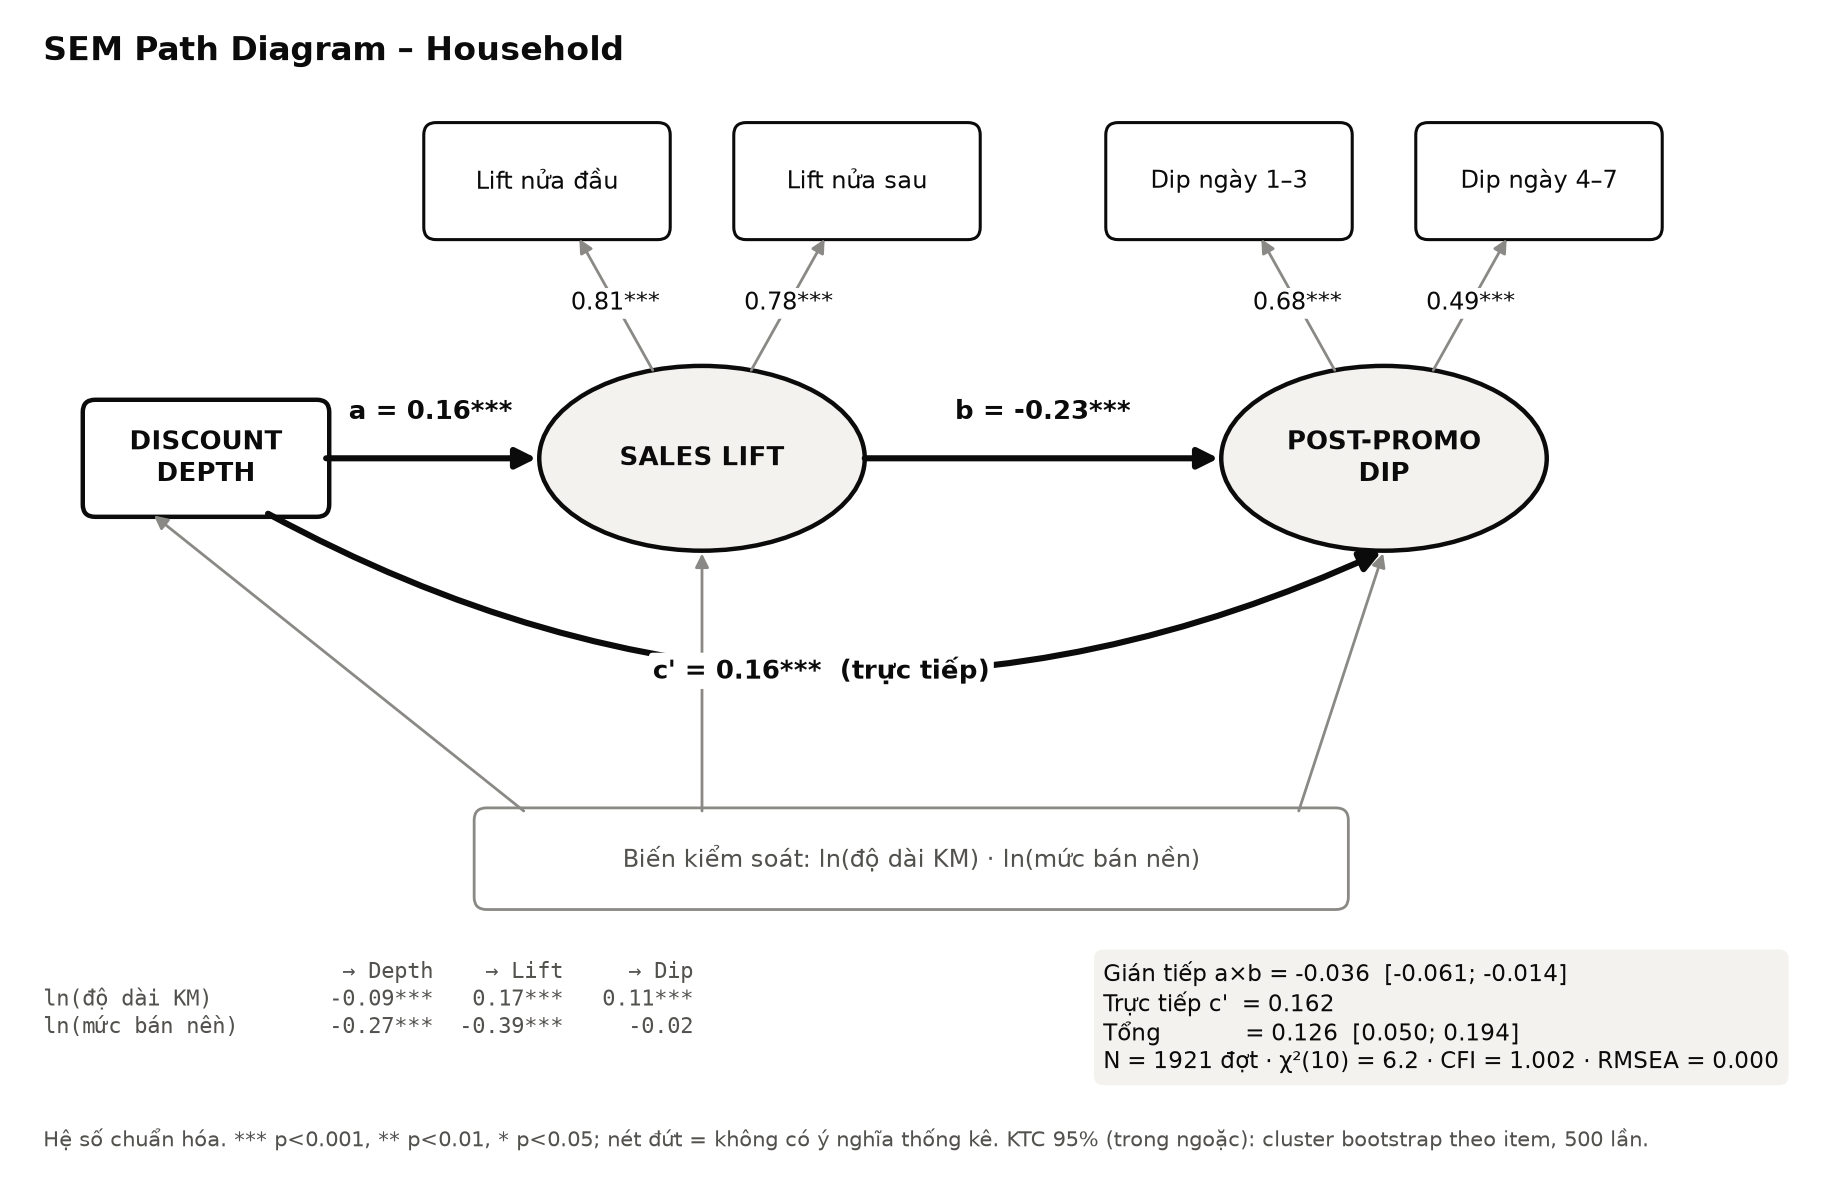 SEM Path Diagram – Household
Lift nửa đầu
Lift nửa sau
Dip ngày 1–3
Dip ngày 4–7
0.81***
0.78***
0.68***
0.49***
a = 0.16***
b = -0.23***
DISCOUNT
DEPTH
SALES LIFT
POST-PROMO
DIP
c' = 0.16***  (trực tiếp)
Biến kiểm soát: ln(độ dài KM) · ln(mức bán nền)
→ Depth → Lift → Dip
ln(độ dài KM) -0.09*** 0.17*** 0.11***
ln(mức bán nền) -0.27*** -0.39*** -0.02
Gián tiếp a×b = -0.036  [-0.061; -0.014]
Trực tiếp c'  = 0.162
Tổng = 0.126  [0.050; 0.194]
N = 1921 đợt · χ²(10) = 6.2 · CFI = 1.002 · RMSEA = 0.000
Hệ số chuẩn hóa. *** p<0.001, ** p<0.01, * p<0.05; nét đứt = không có ý nghĩa thống kê. KTC 95% (trong ngoặc): cluster bootstrap theo item, 500 lần.